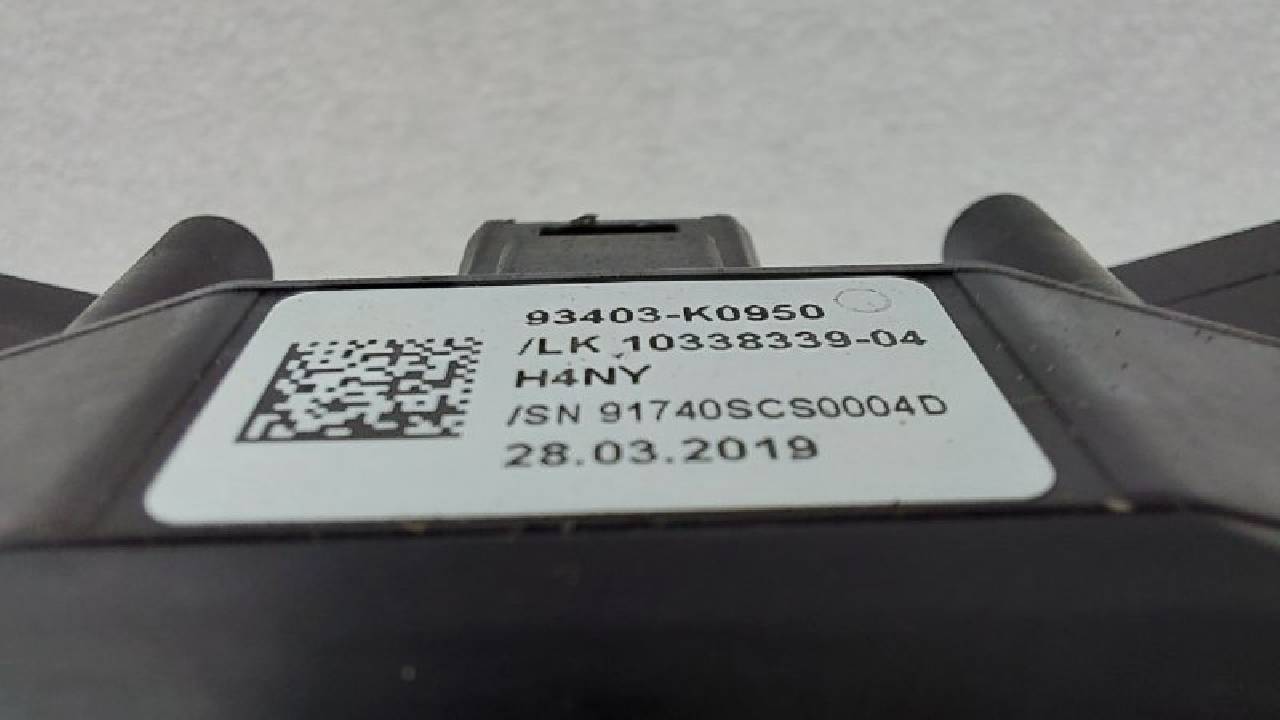 93403-K0950
/LK 10338339-04
H4NY
/SN 91740SCS0004D
28.03.2019